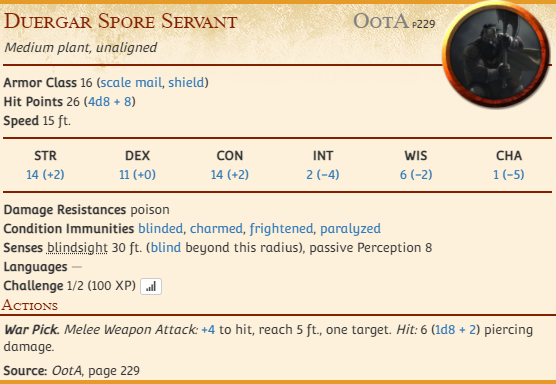 Duergar Spore Servant OotA p229
Medium plant, unaligned
Armor Class 16 (scale mail, shield)
Hit Points 26 (4d8 + 8)
Speed 15 ft.
STR DEX CON INT WIS CHA
14 (+2) 11 (+0) 14 (+2) 2 (−4) 6 (−2) 1 (−5)
Damage Resistances poison
Condition Immunities blinded, charmed, frightened, paralyzed
Senses blindsight 30 ft. (blind beyond this radius), passive Perception 8
Languages —
Challenge 1/2 (100 XP)
Actions
War Pick. Melee Weapon Attack: +4 to hit, reach 5 ft., one target. Hit: 6 (1d8 + 2) piercing
damage.
Source: OotA, page 229